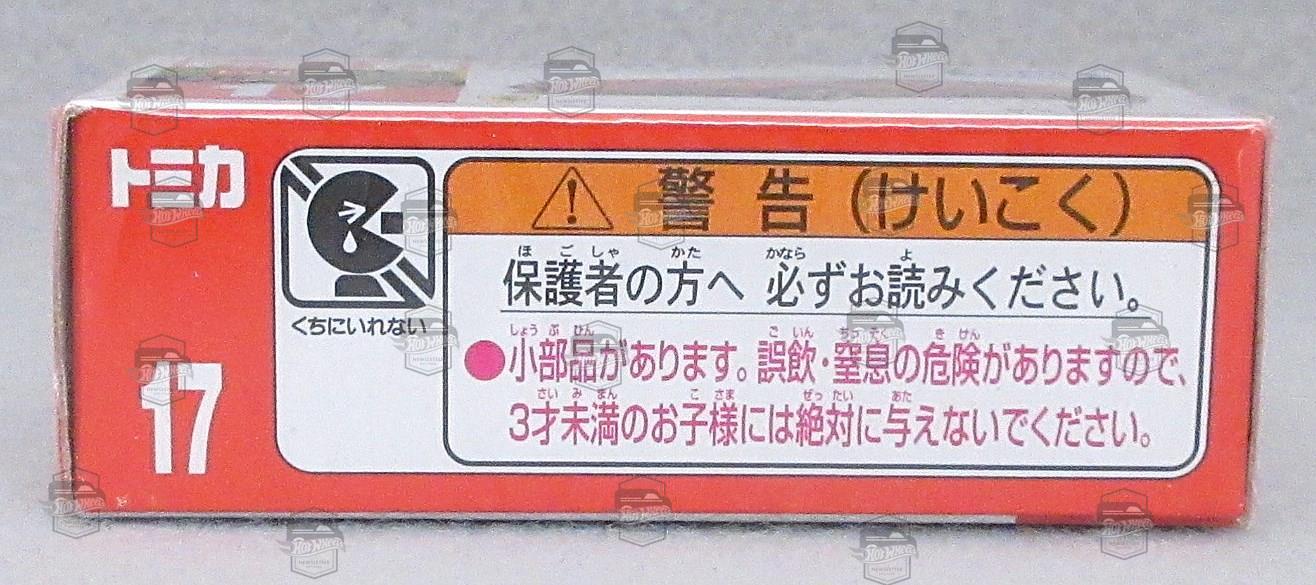 トミカ
17
くちにいれない
警告(けいこく)
ほごしゃ かた かなら よ
保護者の方へ 必ずお読みください。
しょうぶひん ごいん ちっそく きけん
●小部品があります。誤飲・窒息の危険がありますので、
さいみまん こさま ぜったい あた
3才未満のお子様には絶対に与えないでください。
HOT WHEELS
NEWSLETTER